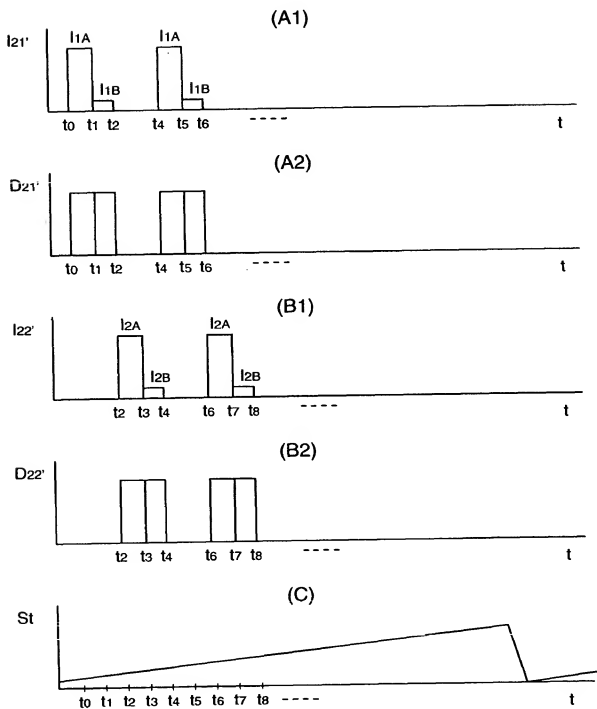 (A1)
I21'
I1A I1A
I1B I1B
t0 t1 t2 t4 t5 t6 ---- t
(A2)
D21'
t0 t1 t2 t4 t5 t6 ---- t
(B1)
I22'
I2A I2A
I2B I2B
t2 t3 t4 t6 t7 t8 ---- t
(B2)
D22'
t2 t3 t4 t6 t7 t8 ---- t
(C)
St
t0 t1 t2 t3 t4 t5 t6 t7 t8 ---- t